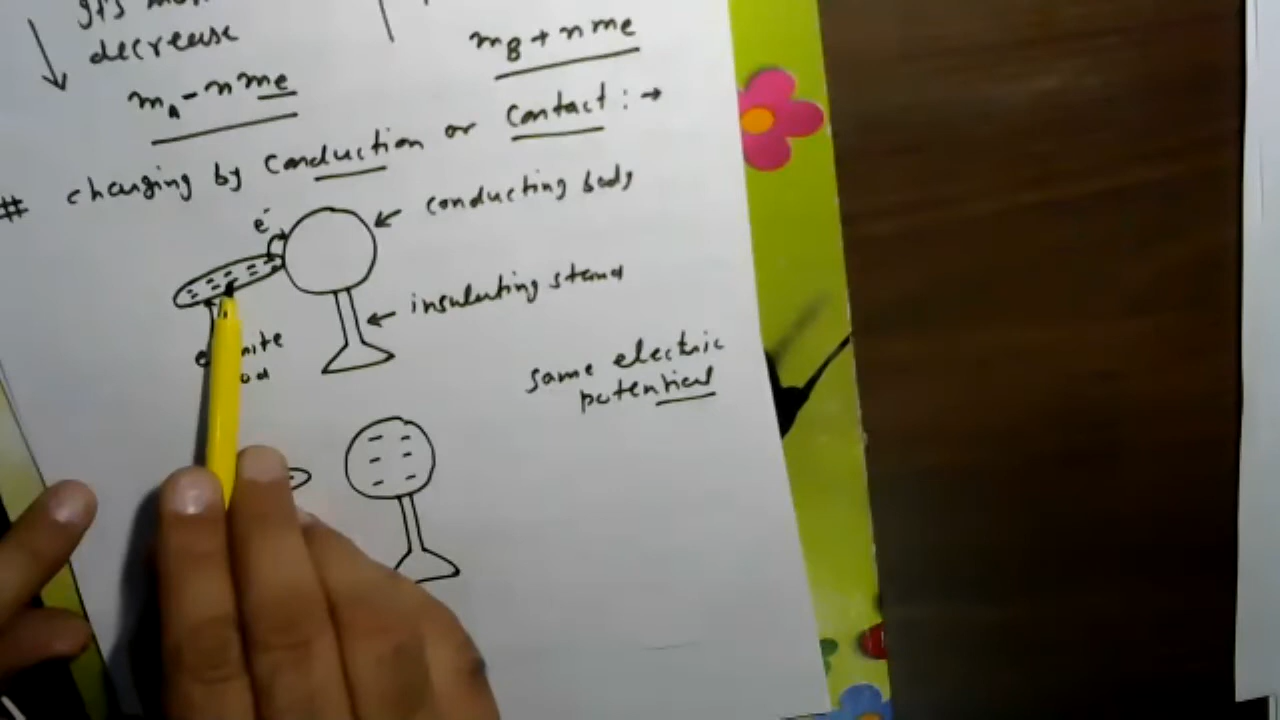 decrease
mA - nme
mB + nme
# charging by conduction or contact : →
e-
conducting body
insulating stand
same electric
potential